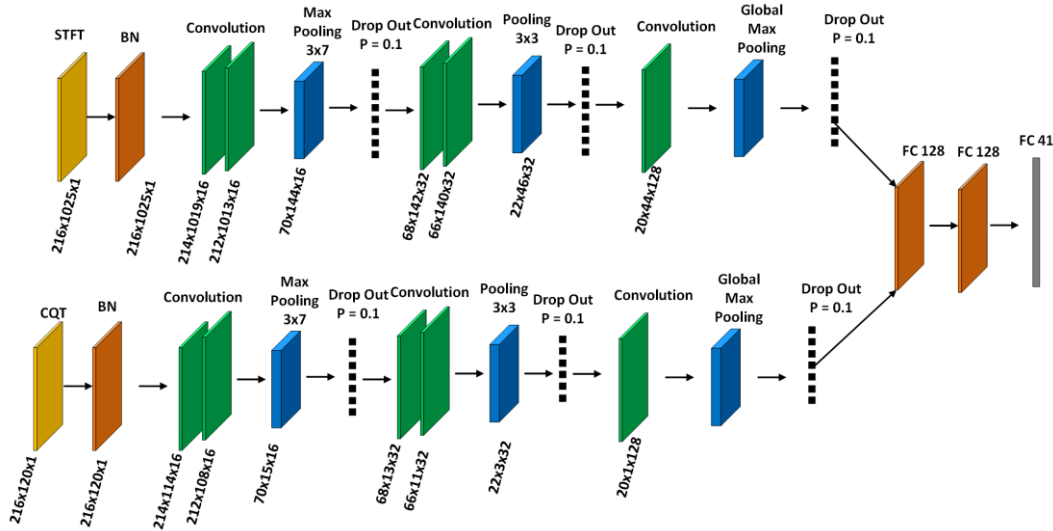 STFT
BN
Convolution
Max
Pooling
3x7
Drop Out
P = 0.1
Convolution
Pooling
3x3
Drop Out
P = 0.1
Convolution
Global
Max
Pooling
Drop Out
P = 0.1
216x1025x1
216x1025x1
214x1019x16
212x1013x16
70x144x16
68x142x32
66x140x32
22x46x32
20x44x128
FC 128
FC 128
FC 41
CQT
BN
Convolution
Max
Pooling
3x7
Drop Out
P = 0.1
Convolution
Pooling
3x3
Drop Out
P = 0.1
Convolution
Global
Max
Pooling
Drop Out
P = 0.1
216x120x1
216x120x1
214x114x16
212x108x16
70x15x16
68x13x32
66x11x32
22x3x32
20x1x128